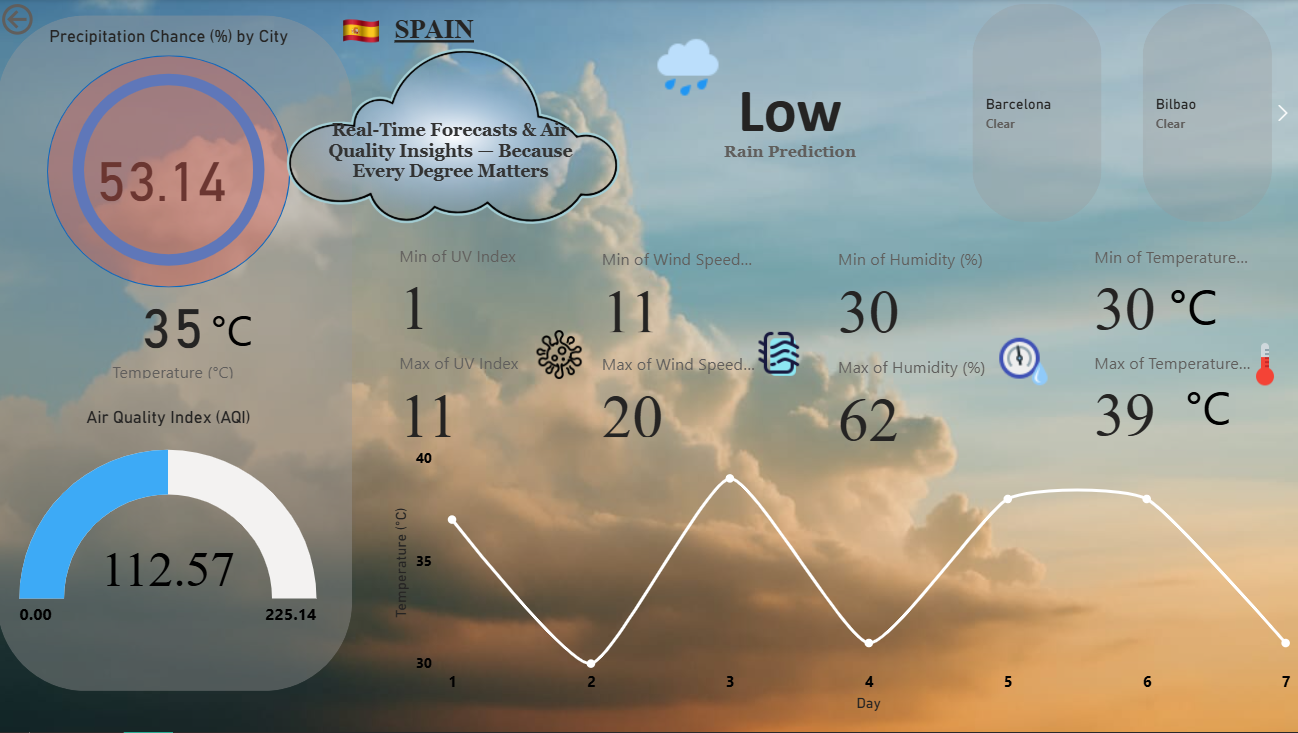 Precipitation Chance (%) by City
53.14
35 °C
Temperature (°C)
Air Quality Index (AQI)
112.57
0.00
225.14
SPAIN
Real-Time Forecasts & Air
Quality Insights — Because
Every Degree Matters
Low
Rain Prediction
Barcelona
Clear
Bilbao
Clear
Min of UV Index
1
Max of UV Index
11
Min of Wind Speed...
11
Max of Wind Speed...
20
Min of Humidity (%)
30
Max of Humidity (%)
62
Min of Temperature...
30 °C
Max of Temperature...
39 °C
Temperature (°C)
40
35
30
1 2 3 4 5 6 7
Day